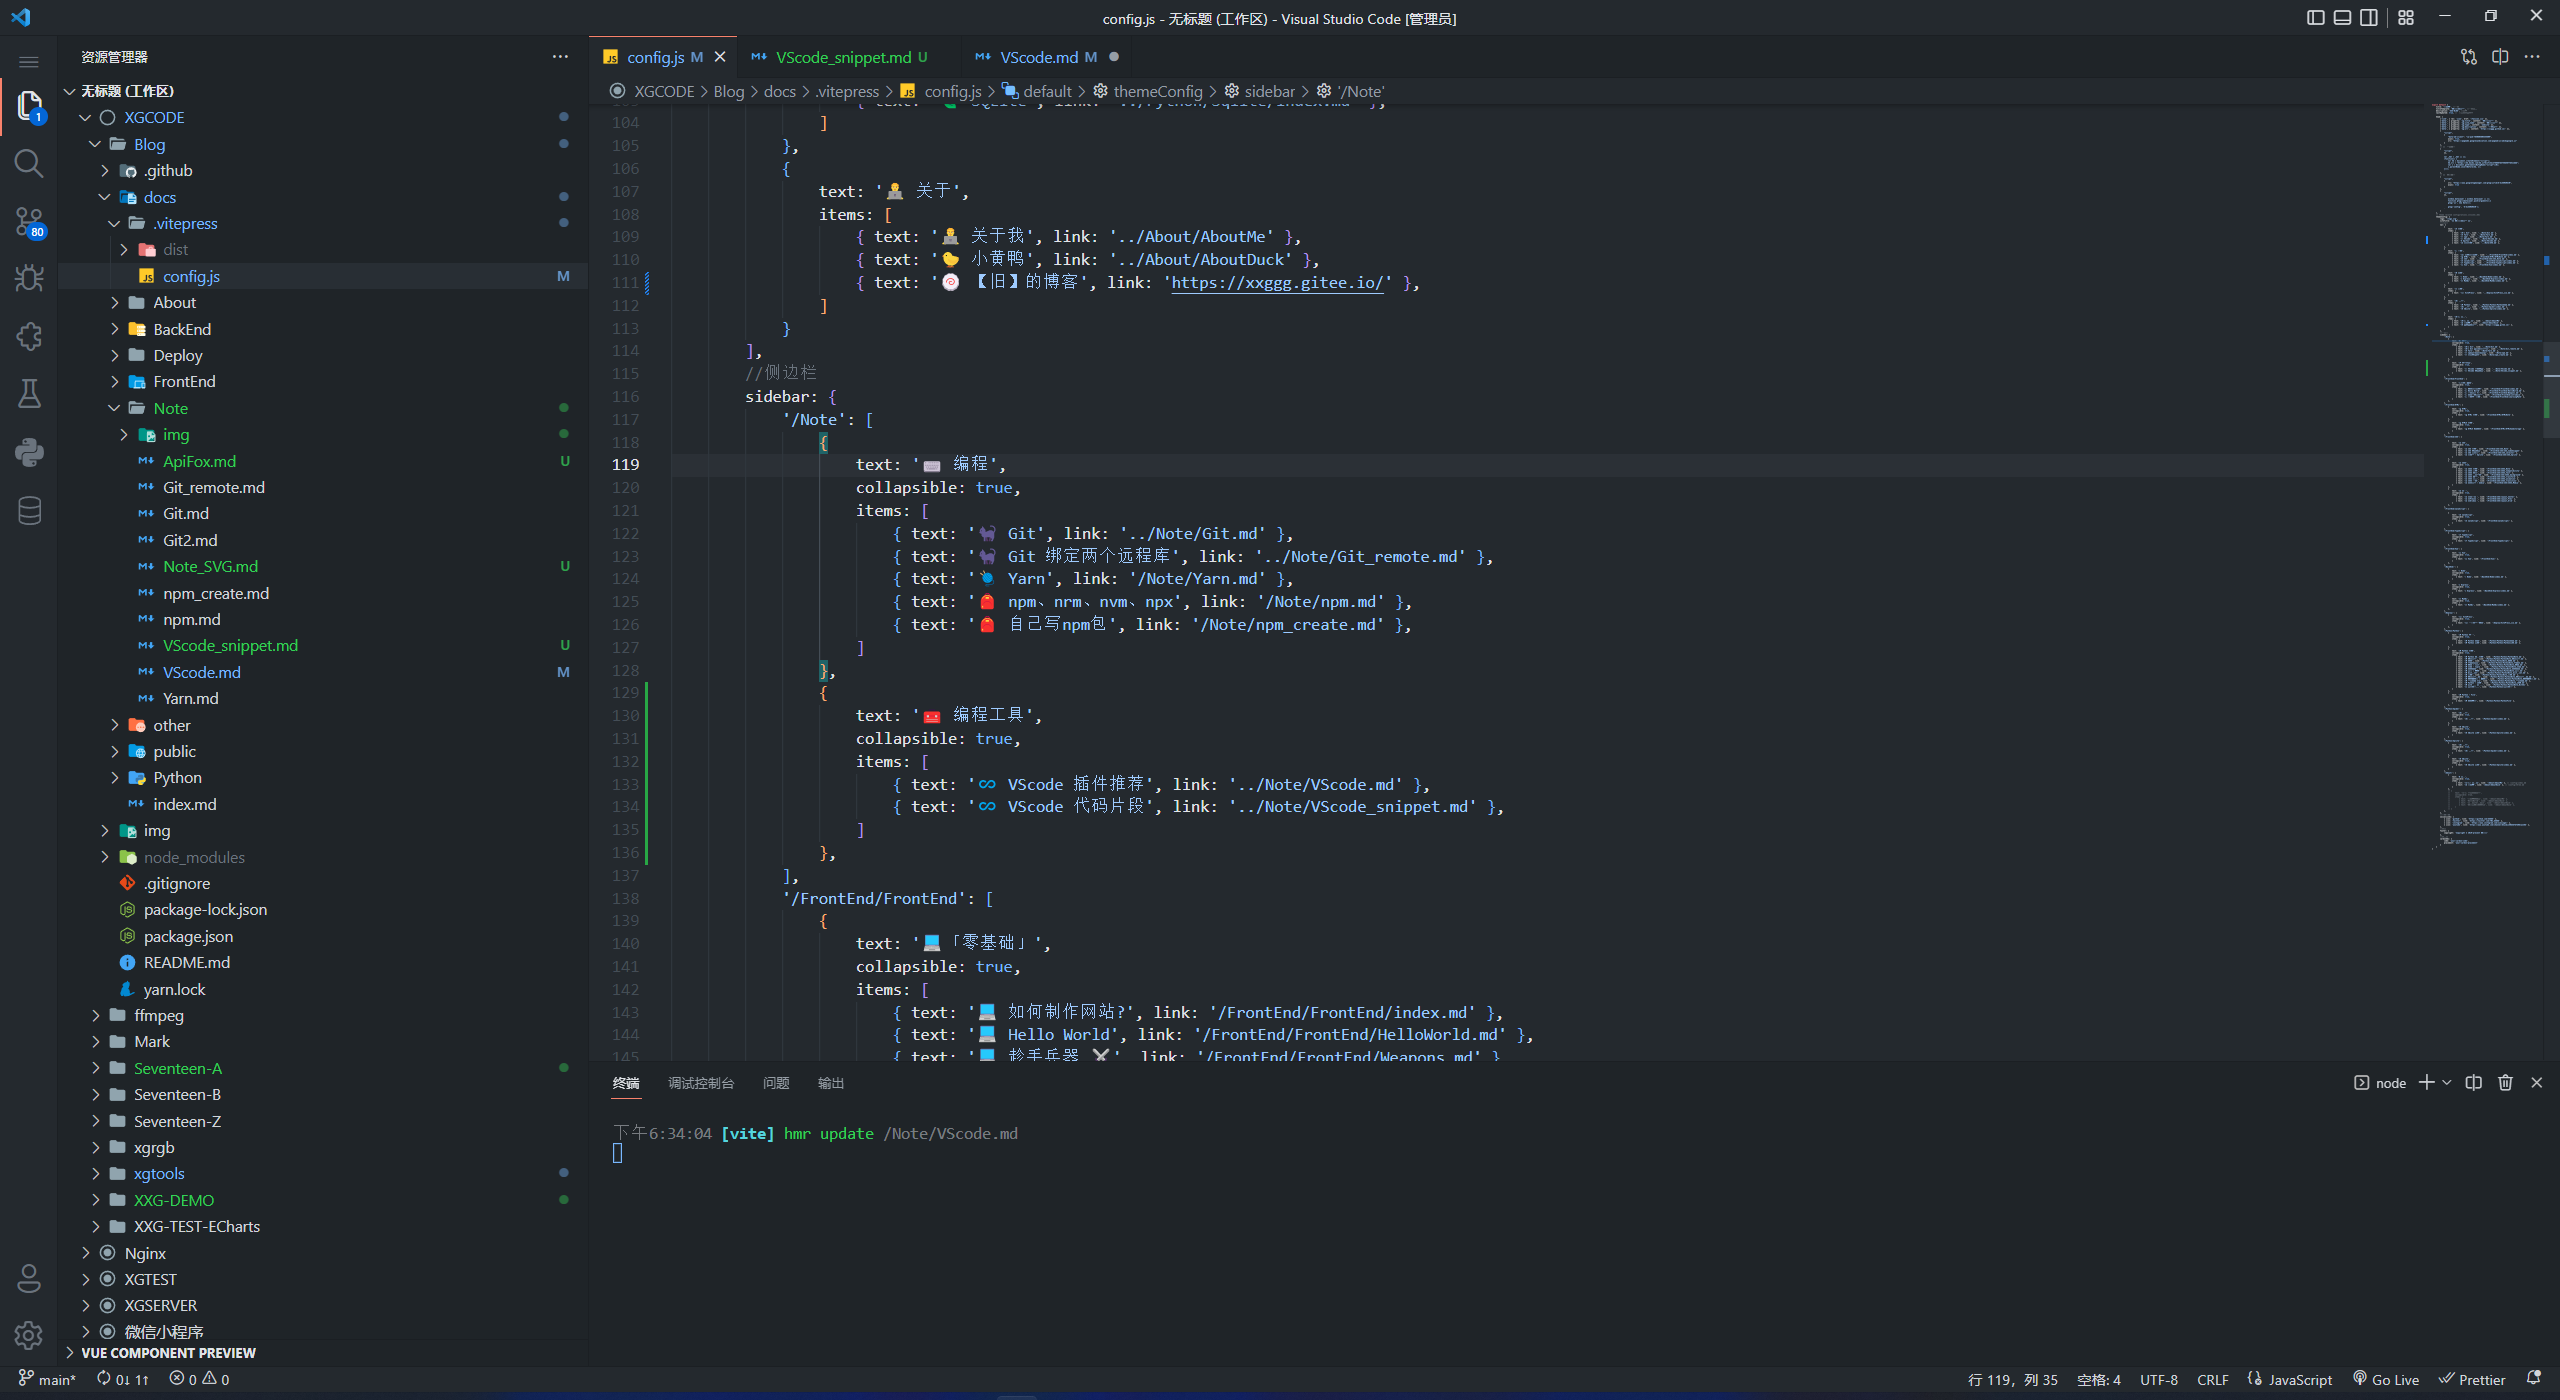 config.js - 无标题 (工作区) - Visual Studio Code [管理员]
资源管理器
无标题 (工作区)
XGCODE
Blog
.github
docs
.vitepress
dist
config.js M
About
BackEnd
Deploy
FrontEnd
Note
img
ApiFox.md U
Git_remote.md
Git.md
Git2.md
Note_SVG.md U
npm_create.md
npm.md
VScode_snippet.md U
VScode.md M
Yarn.md
other
public
Python
index.md
img
node_modules
.gitignore
package-lock.json
package.json
README.md
yarn.lock
ffmpeg
Mark
Seventeen-A
Seventeen-B
Seventeen-Z
xgrgb
xgtools
XXG-DEMO
XXG-TEST-ECharts
Nginx
XGTEST
XGSERVER
微信小程序
VUE COMPONENT PREVIEW
1
80
config.js M
VScode_snippet.md U
VScode.md M
XGCODE > Blog > docs > .vitepress > config.js > default > themeConfig > sidebar > '/Note'
104 ]
105 },
106 {
107 text: '👨‍💻 关于',
108 items: [
109 { text: '👨‍💻 关于我', link: '../About/AboutMe' },
110 { text: '🐤 小黄鸭', link: '../About/AboutDuck' },
111 { text: '🍥 【旧】的博客', link: 'https://xxggg.gitee.io/' },
112 ]
113 }
114 ],
115 //侧边栏
116 sidebar: {
117 '/Note': [
118 {
119 text: '⌨️ 编程',
120 collapsible: true,
121 items: [
122 { text: '🐈‍⬛ Git', link: '../Note/Git.md' },
123 { text: '🐈‍⬛ Git 绑定两个远程库', link: '../Note/Git_remote.md' },
124 { text: '🧶 Yarn', link: '/Note/Yarn.md' },
125 { text: '🎒 npm、nrm、nvm、npx', link: '/Note/npm.md' },
126 { text: '🎒 自己写npm包', link: '/Note/npm_create.md' },
127 ]
128 },
129 {
130 text: '🧰 编程工具',
131 collapsible: true,
132 items: [
133 { text: '♾️ VScode 插件推荐', link: '../Note/VScode.md' },
134 { text: '♾️ VScode 代码片段', link: '../Note/VScode_snippet.md' },
135 ]
136 },
137 ],
138 '/FrontEnd/FrontEnd': [
139 {
140 text: '💻「零基础」',
141 collapsible: true,
142 items: [
143 { text: '💻 如何制作网站?', link: '/FrontEnd/FrontEnd/index.md' },
144 { text: '💻 Hello World', link: '/FrontEnd/FrontEnd/HelloWorld.md' },
145 { text: '💻 趁手兵器 ⚔️', link: '/FrontEnd/FrontEnd/Weapons.md' }
终端 调试控制台 问题 输出
node
下午6:34:04 [vite] hmr update /Note/VScode.md
main* 0↓ 1↑ 0 0
行 119，列 35 空格: 4 UTF-8 CRLF JavaScript Go Live Prettier